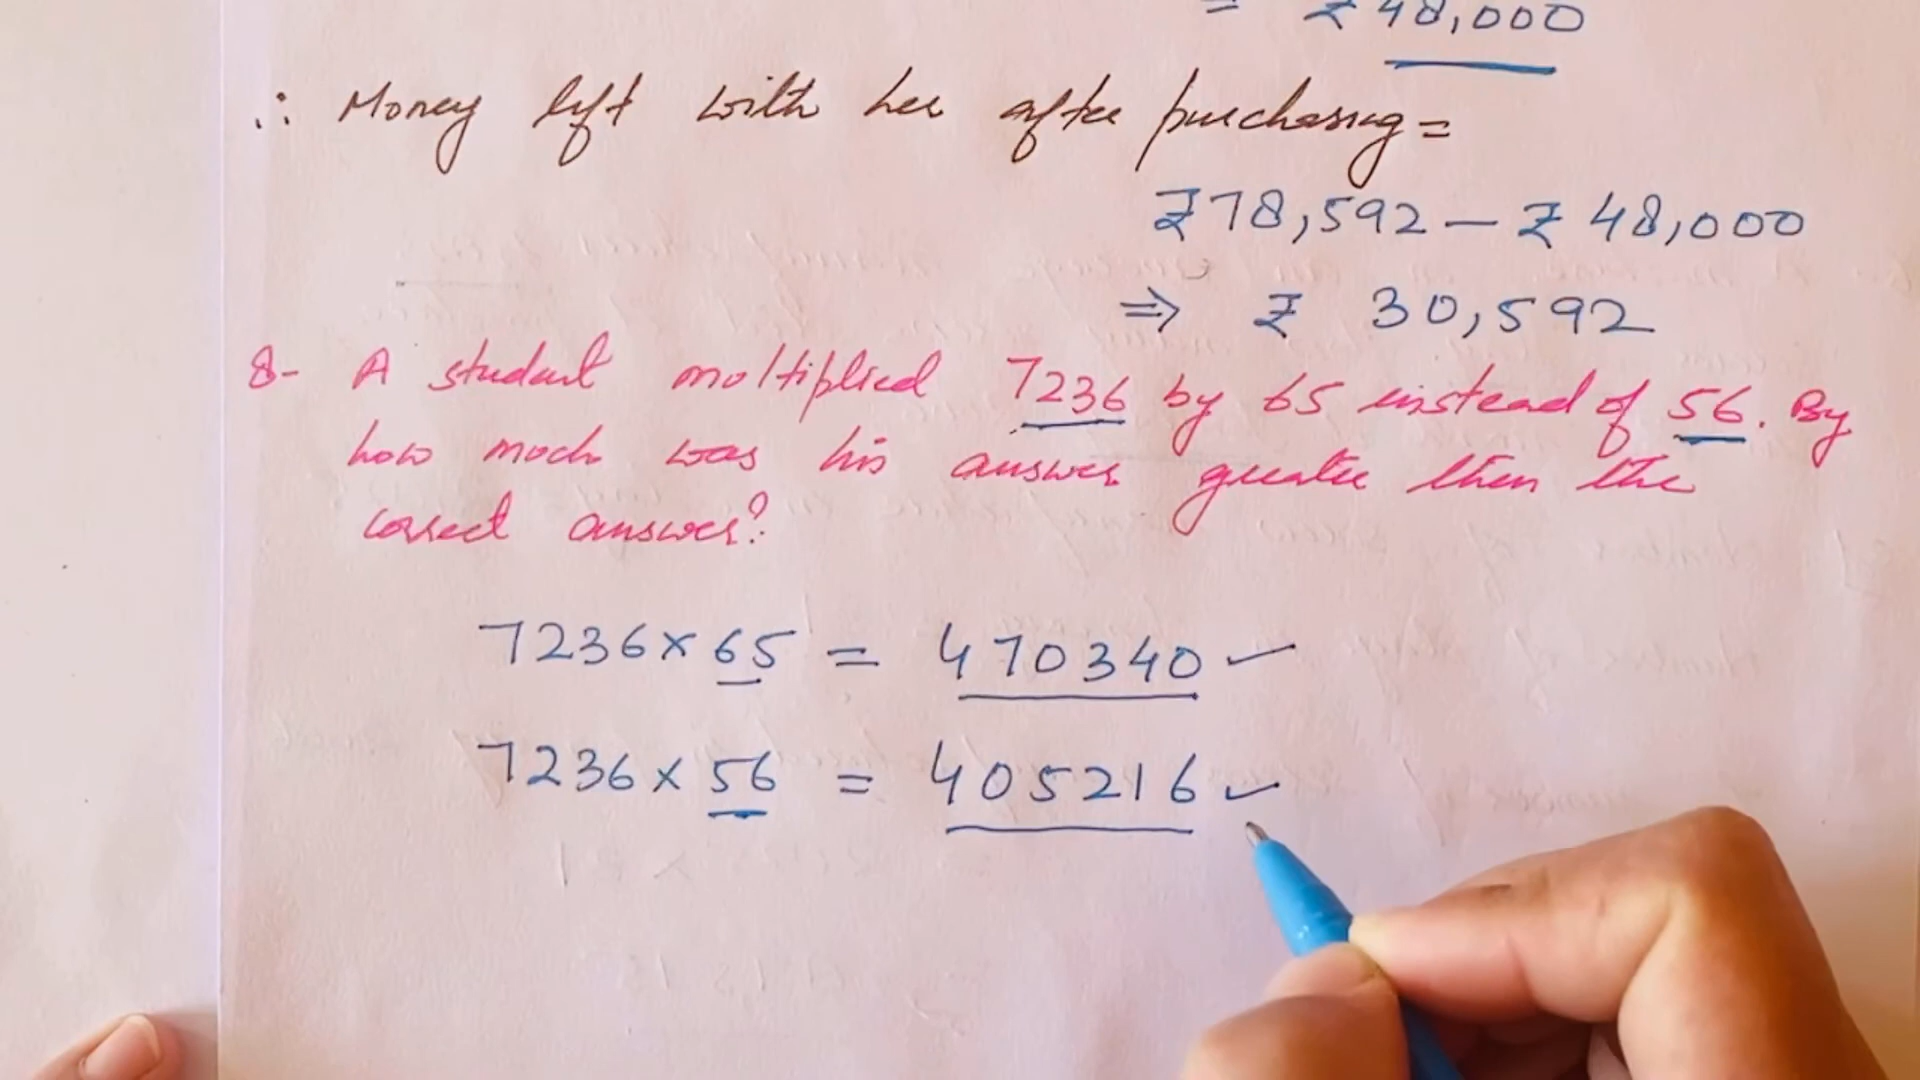 = ₹ 48,000
∴ Money left with her after purchasing =
₹78,592 - ₹ 48,000
⇒ ₹ 30,592
8- A student multiplied 7236 by 65 instead of 56. By
how much was his answer greater then the
correct answer?
7236 × 65 = 470340 ✓
7236 × 56 = 405216 ✓